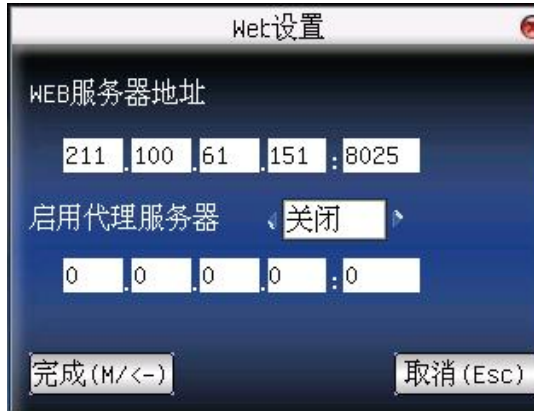 Web设置
WEB服务器地址
211.100.61.151:8025
启用代理服务器 关闭
0.0.0.0:0
完成(M/<-) 取消(Esc)